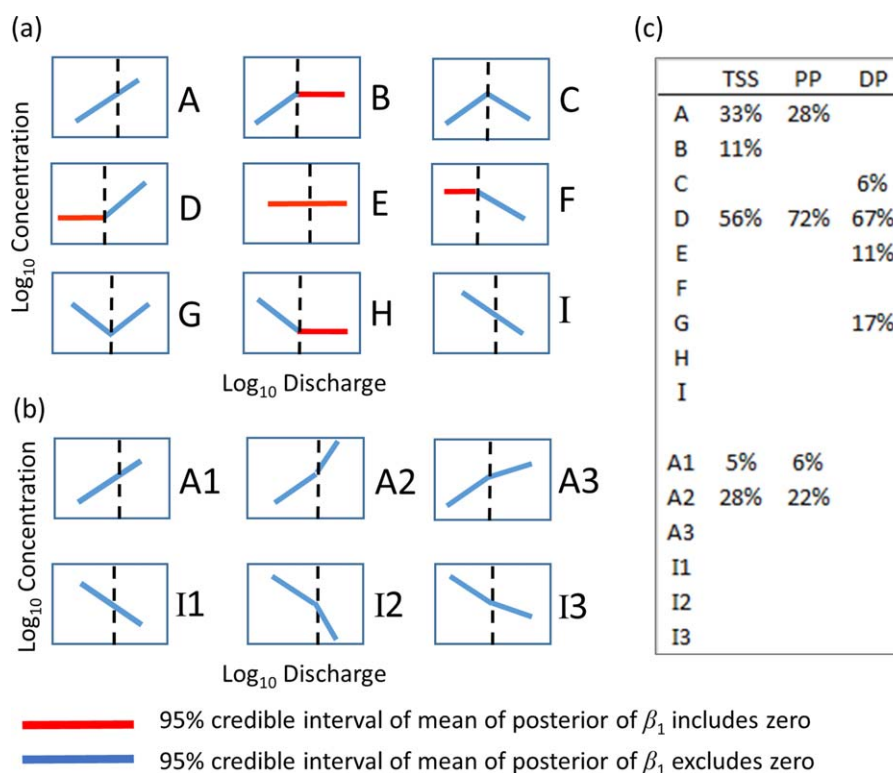 (a)
A B C
D E F
G H I
Log10 Concentration
Log10 Discharge
(b)
A1 A2 A3
I1 I2 I3
Log10 Concentration
Log10 Discharge
(c)
TSS PP DP
A 33% 28%
B 11%
C 6%
D 56% 72% 67%
E 11%
F
G 17%
H
I
A1 5% 6%
A2 28% 22%
A3
I1
I2
I3
95% credible interval of mean of posterior of β1 includes zero
95% credible interval of mean of posterior of β1 excludes zero